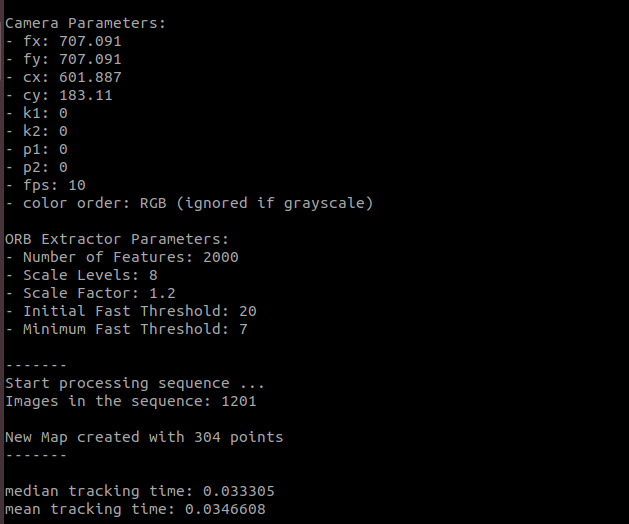 Camera Parameters:
- fx: 707.091
- fy: 707.091
- cx: 601.887
- cy: 183.11
- k1: 0
- k2: 0
- p1: 0
- p2: 0
- fps: 10
- color order: RGB (ignored if grayscale)
ORB Extractor Parameters:
- Number of Features: 2000
- Scale Levels: 8
- Scale Factor: 1.2
- Initial Fast Threshold: 20
- Minimum Fast Threshold: 7
-------
Start processing sequence ...
Images in the sequence: 1201
New Map created with 304 points
-------
median tracking time: 0.033305
mean tracking time: 0.0346608